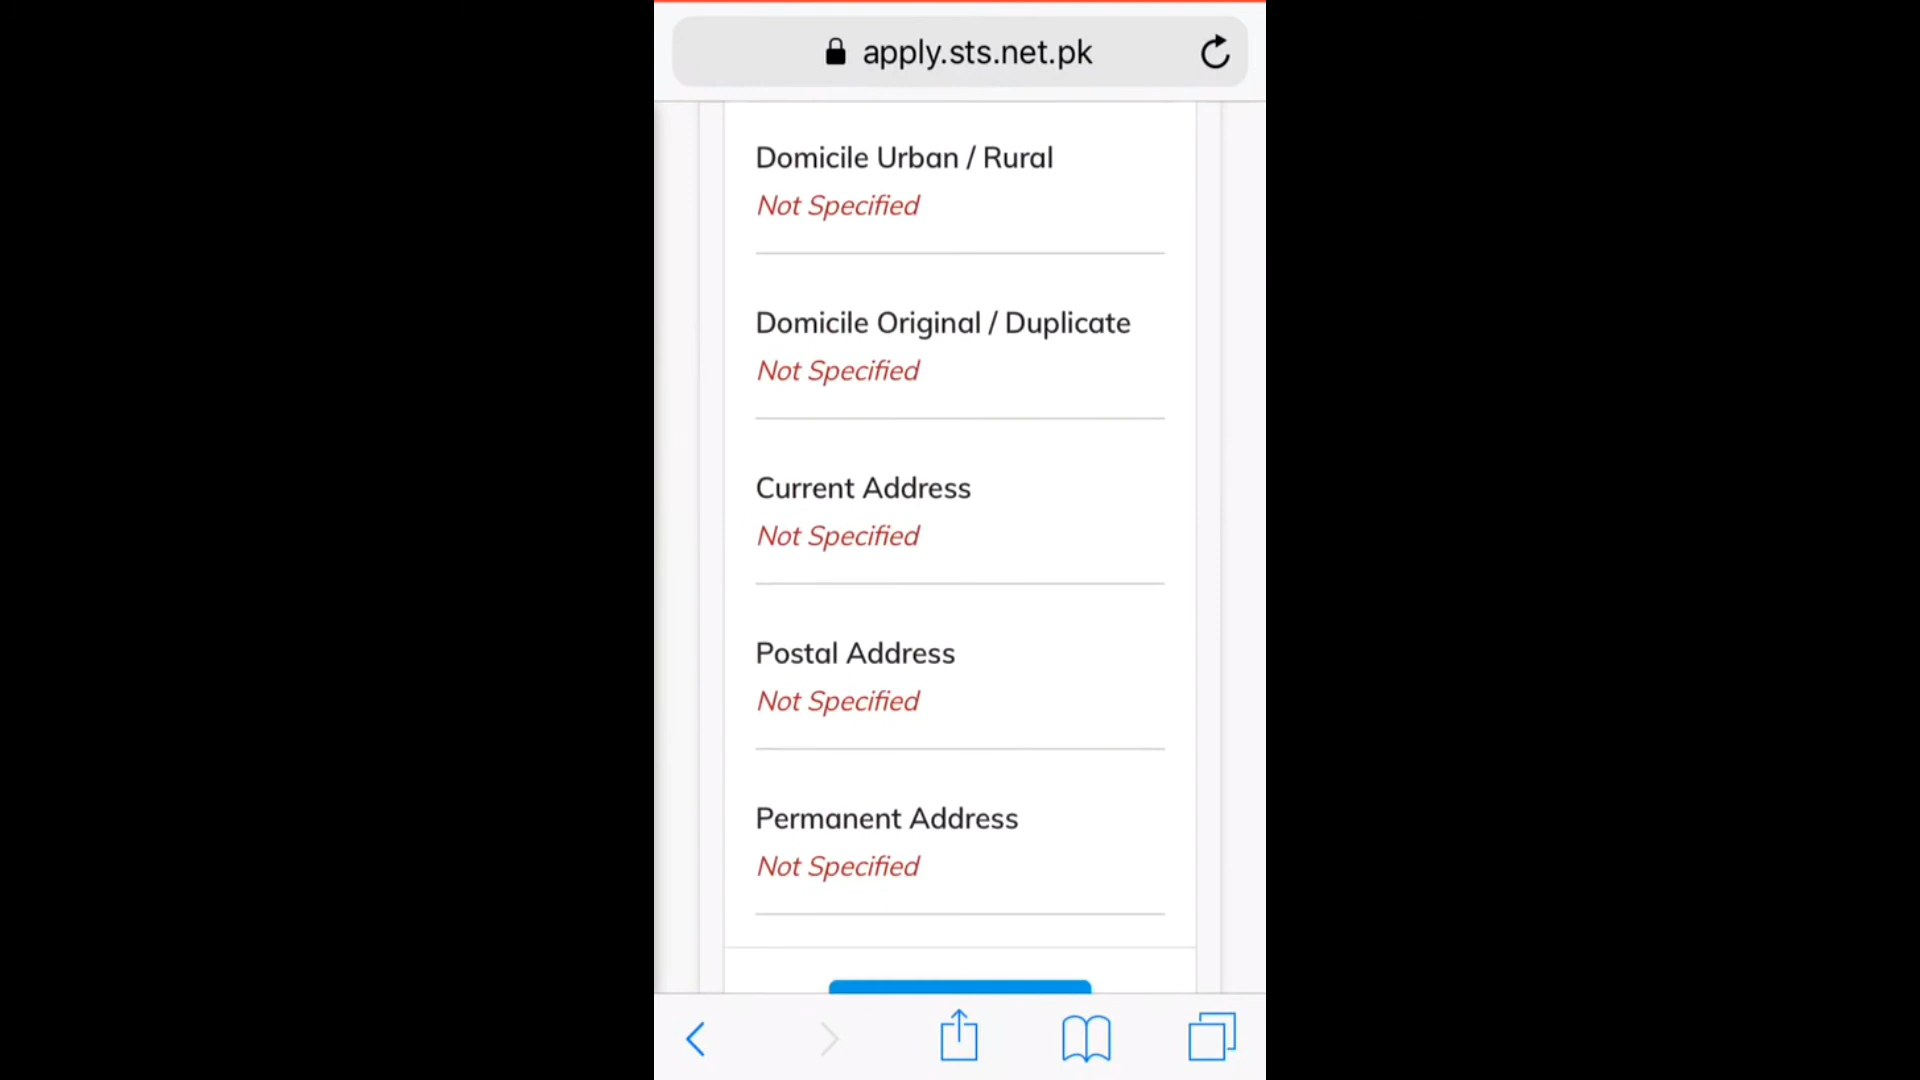 apply.sts.net.pk
Domicile Urban / Rural
Not Specified
Domicile Original / Duplicate
Not Specified
Current Address
Not Specified
Postal Address
Not Specified
Permanent Address
Not Specified